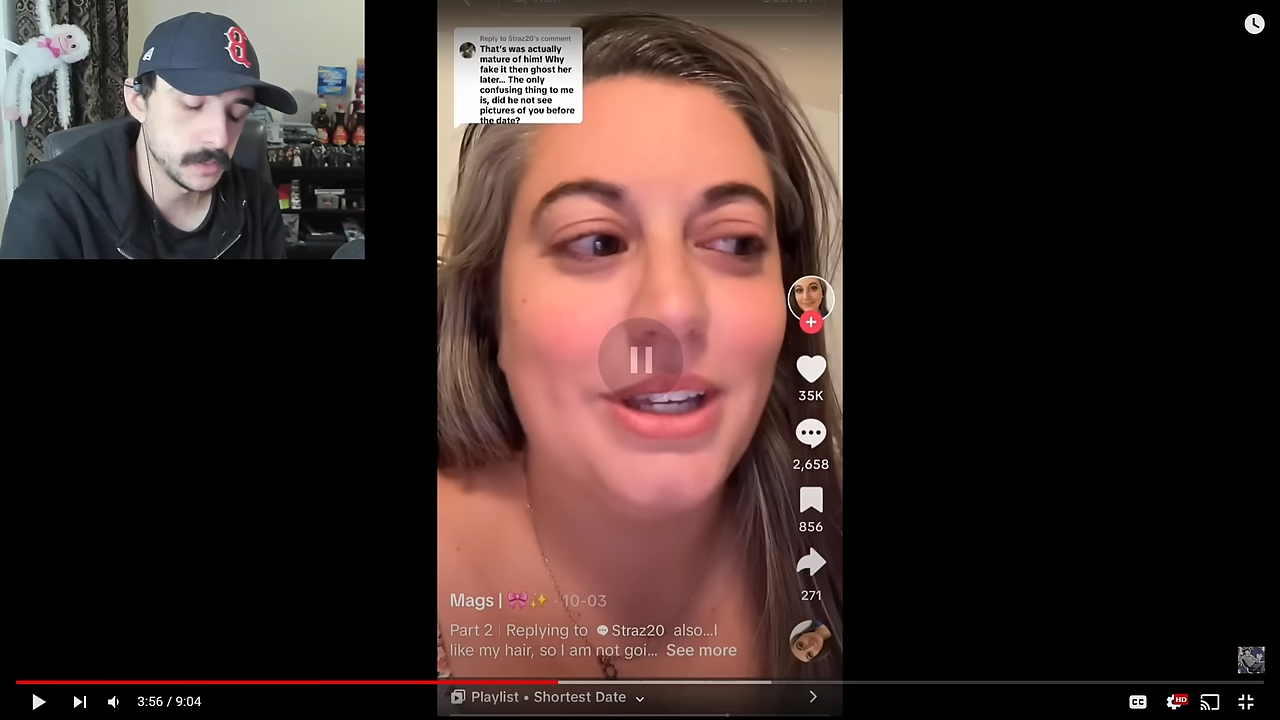 Reply to Straz20's comment
That's was actually
mature of him! Why
fake it then ghost her
later... The only
confusing thing to me
is, did he not see
pictures of you before
the date?
35K
2,658
856
271
Mags | 🎀✨ · 10-03
Part 2 | Replying to 💬Straz20 also...I
like my hair, so I am not goi... See more
Playlist • Shortest Date
3:56 / 9:04
CC
HD
B